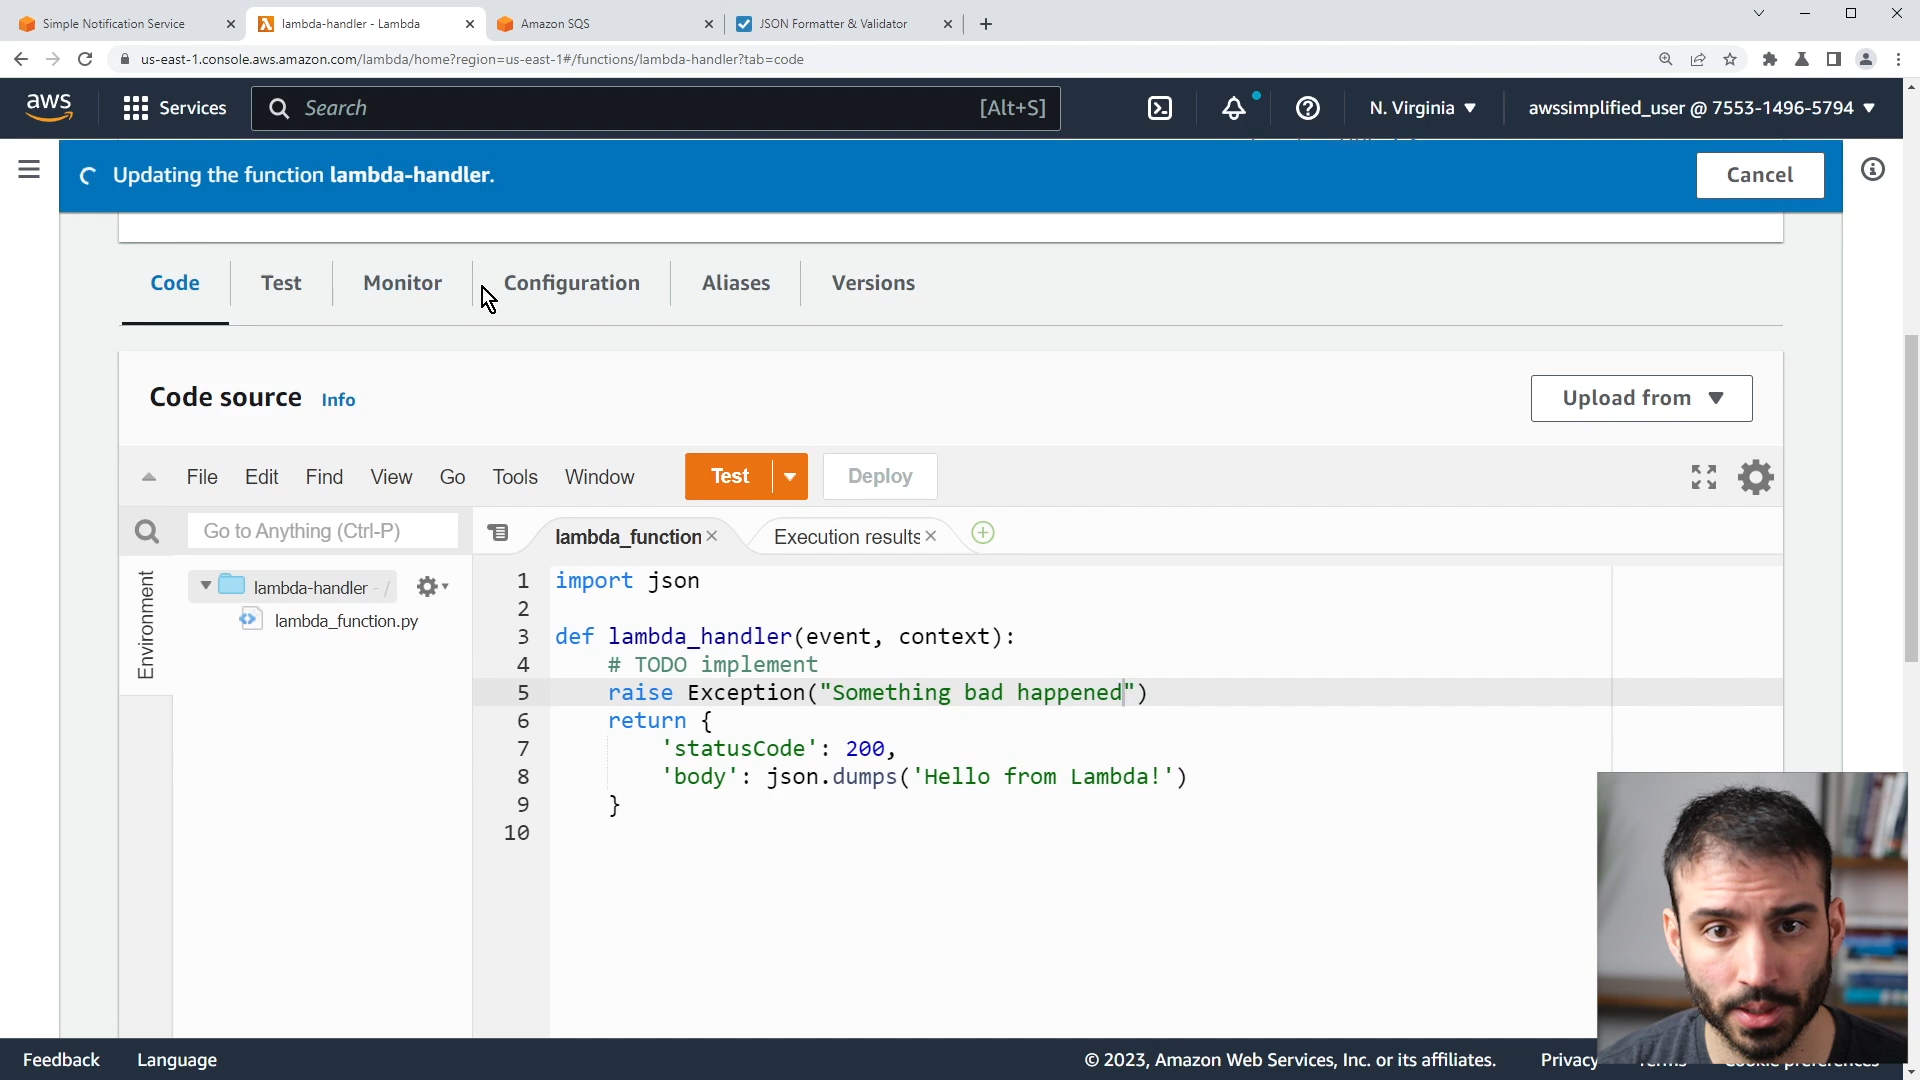 Simple Notification Service
lambda-handler - Lambda
Amazon SQS
JSON Formatter & Validator
us-east-1.console.aws.amazon.com/lambda/home?region=us-east-1#/functions/lambda-handler?tab=code
aws
Services
Search
[Alt+S]
N. Virginia
awssimplified_user @ 7553-1496-5794
Updating the function lambda-handler.
Cancel
Code
Test
Monitor
Configuration
Aliases
Versions
Code source
Info
Upload from
File
Edit
Find
View
Go
Tools
Window
Test
Deploy
Go to Anything (Ctrl-P)
lambda_function
Execution results
Environment
lambda-handler - /
lambda_function.py
1 import json
2
3 def lambda_handler(event, context):
4 # TODO implement
5 raise Exception("Something bad happened")
6 return {
7 'statusCode': 200,
8 'body': json.dumps('Hello from Lambda!')
9 }
10
Feedback
Language
© 2023, Amazon Web Services, Inc. or its affiliates.
Privacy